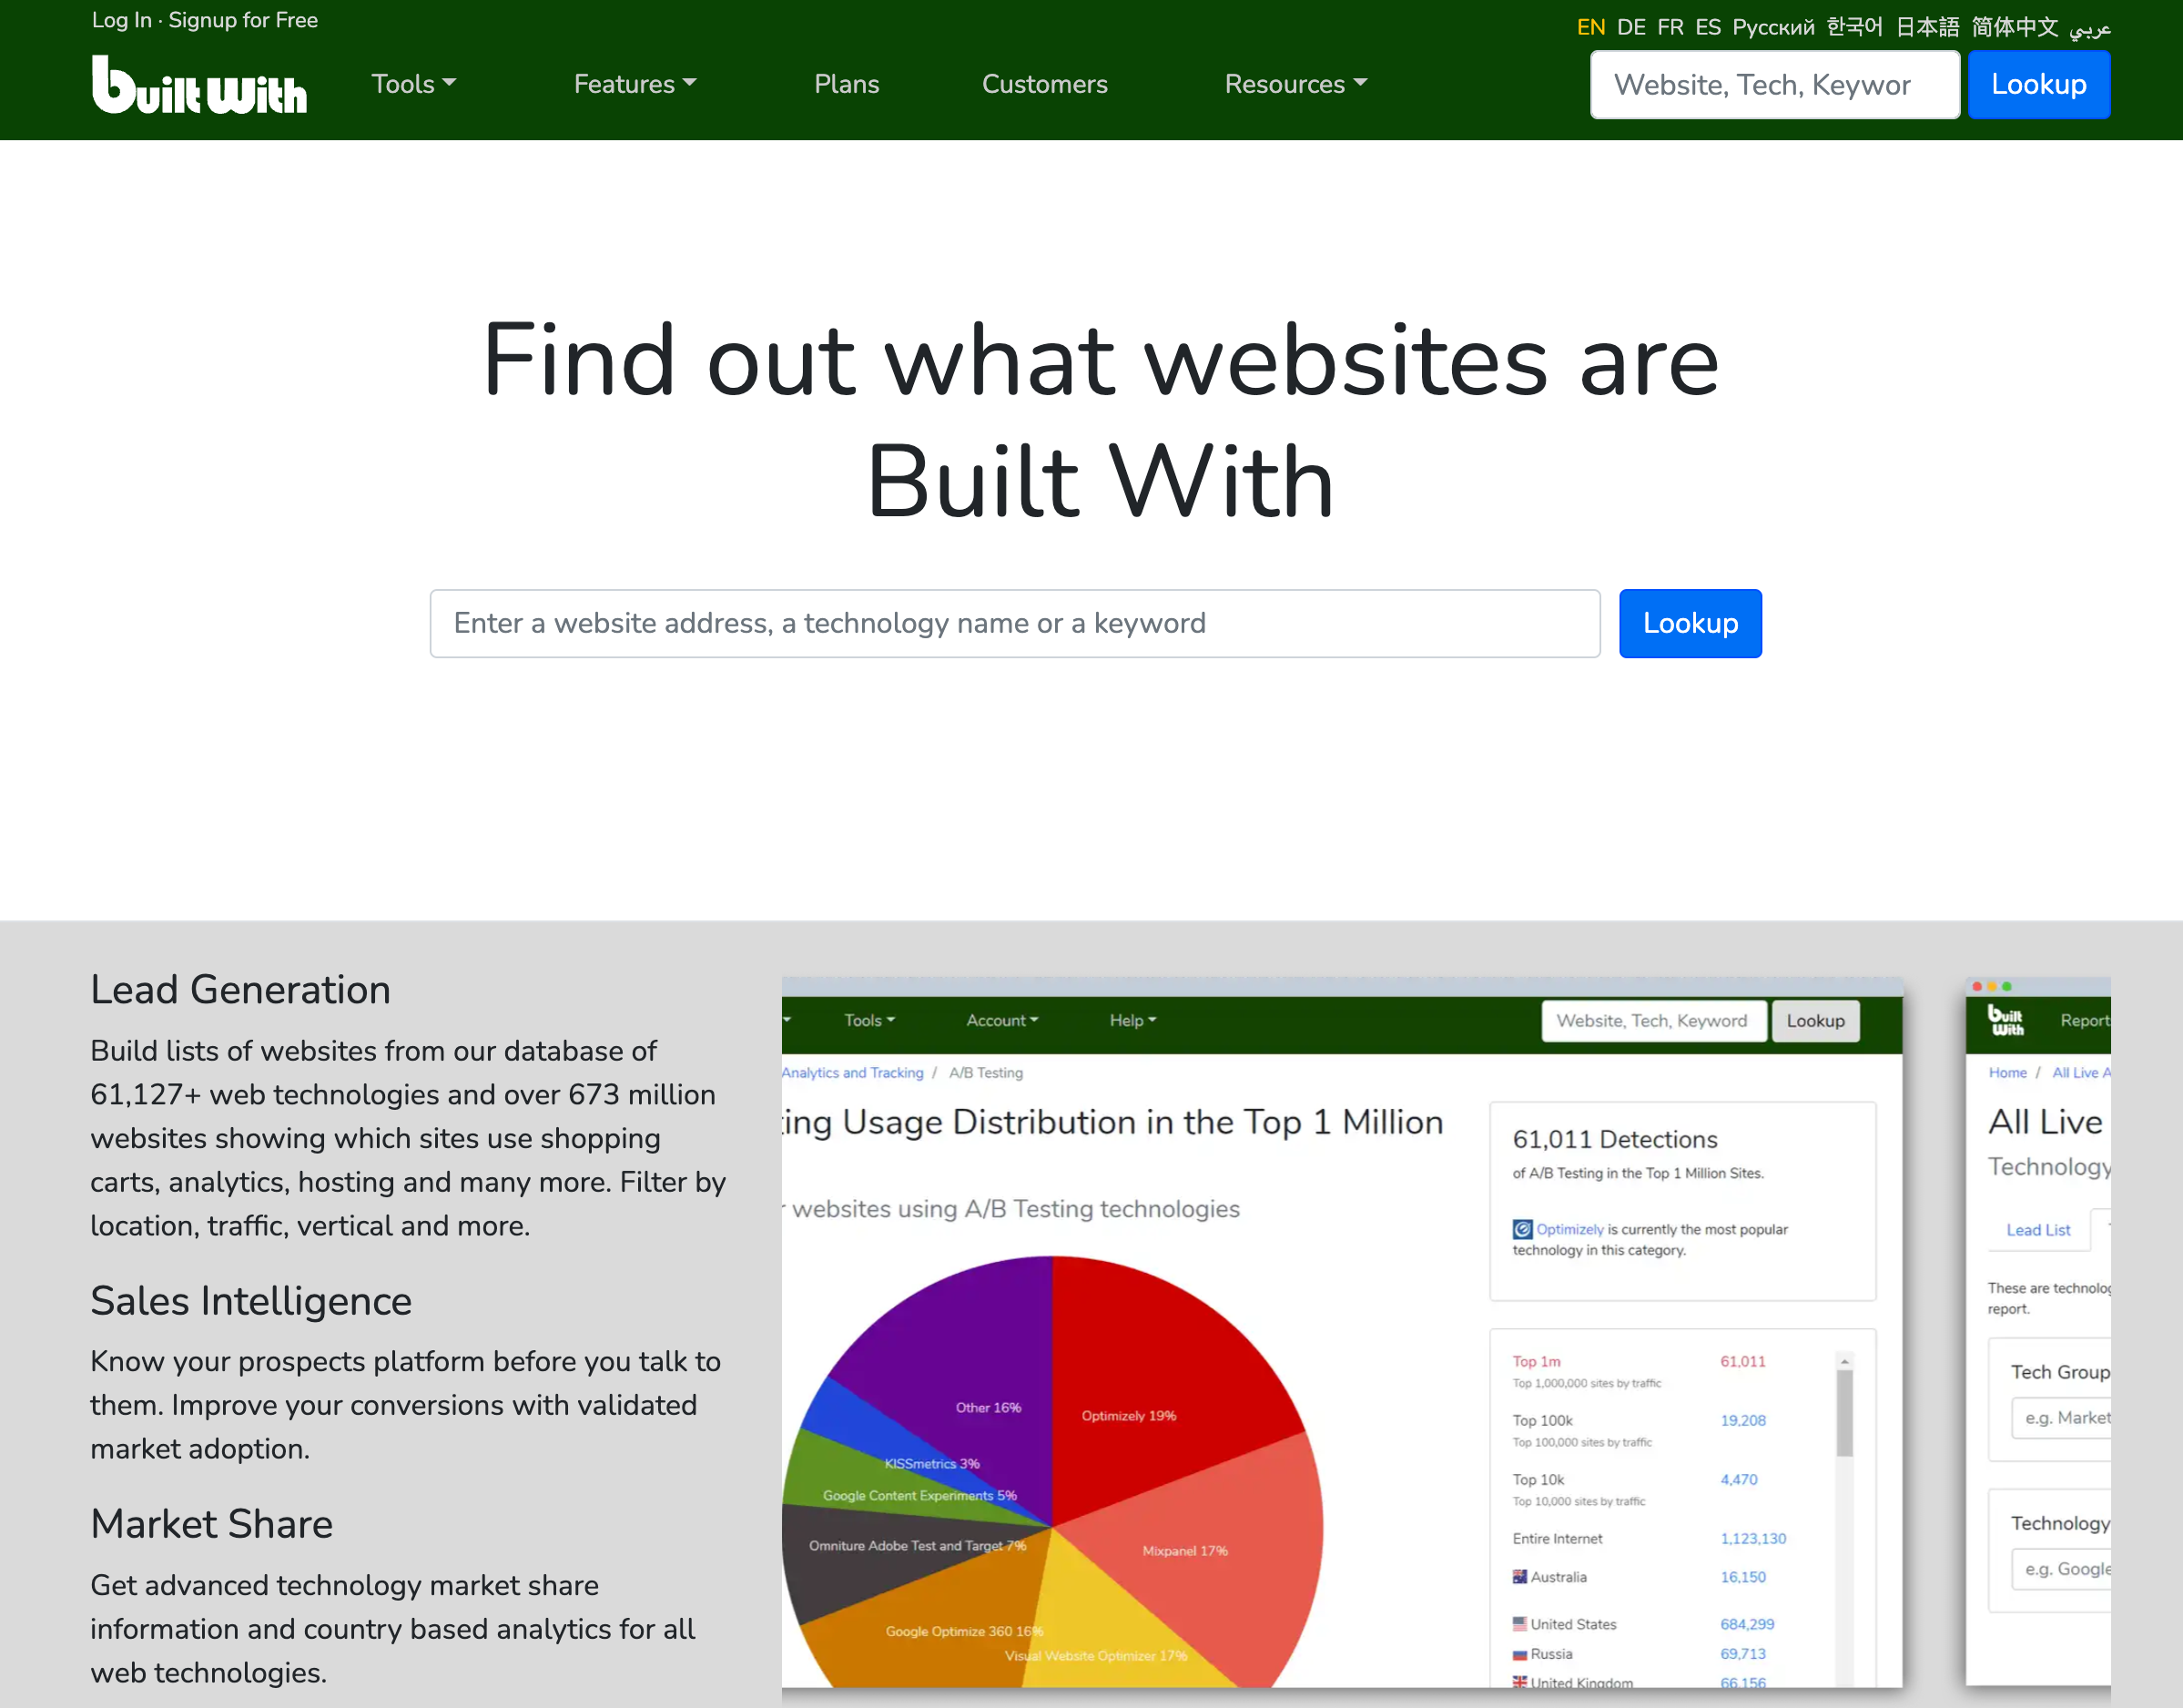 Log In · Signup for Free
EN DE FR ES Русский 한국어 日本語 简体中文 عربي
built with
Tools
Features
Plans
Customers
Resources
Website, Tech, Keywor
Lookup
Find out what websites are
Built With
Enter a website address, a technology name or a keyword
Lookup
Lead Generation
Build lists of websites from our database of
61,127+ web technologies and over 673 million
websites showing which sites use shopping
carts, analytics, hosting and many more. Filter by
location, traffic, vertical and more.
Sales Intelligence
Know your prospects platform before you talk to
them. Improve your conversions with validated
market adoption.
Market Share
Get advanced technology market share
information and country based analytics for all
web technologies.
Tools
Account
Help
Website, Tech, Keyword
Lookup
Analytics and Tracking / A/B Testing
ing Usage Distribution in the Top 1 Million
websites using A/B Testing technologies
Other 16%
Optimizely 19%
KISSmetrics 3%
Google Content Experiments 5%
Omniture Adobe Test and Target 7%
Mixpanel 17%
Google Optimize 360 16%
Visual Website Optimizer 17%
61,011 Detections
of A/B Testing in the Top 1 Million Sites.
Optimizely is currently the most popular
technology in this category.
Top 1m 61,011
Top 1,000,000 sites by traffic
Top 100k 19,208
Top 100,000 sites by traffic
Top 10k 4,470
Top 10,000 sites by traffic
Entire Internet 1,123,130
Australia 16,150
United States 684,299
Russia 69,713
United Kingdom 66,156
built with
Report
Home / All Live A
All Live
Technology
Lead List
These are technolog
report.
Tech Group
e.g. Market
Technology
e.g. Google